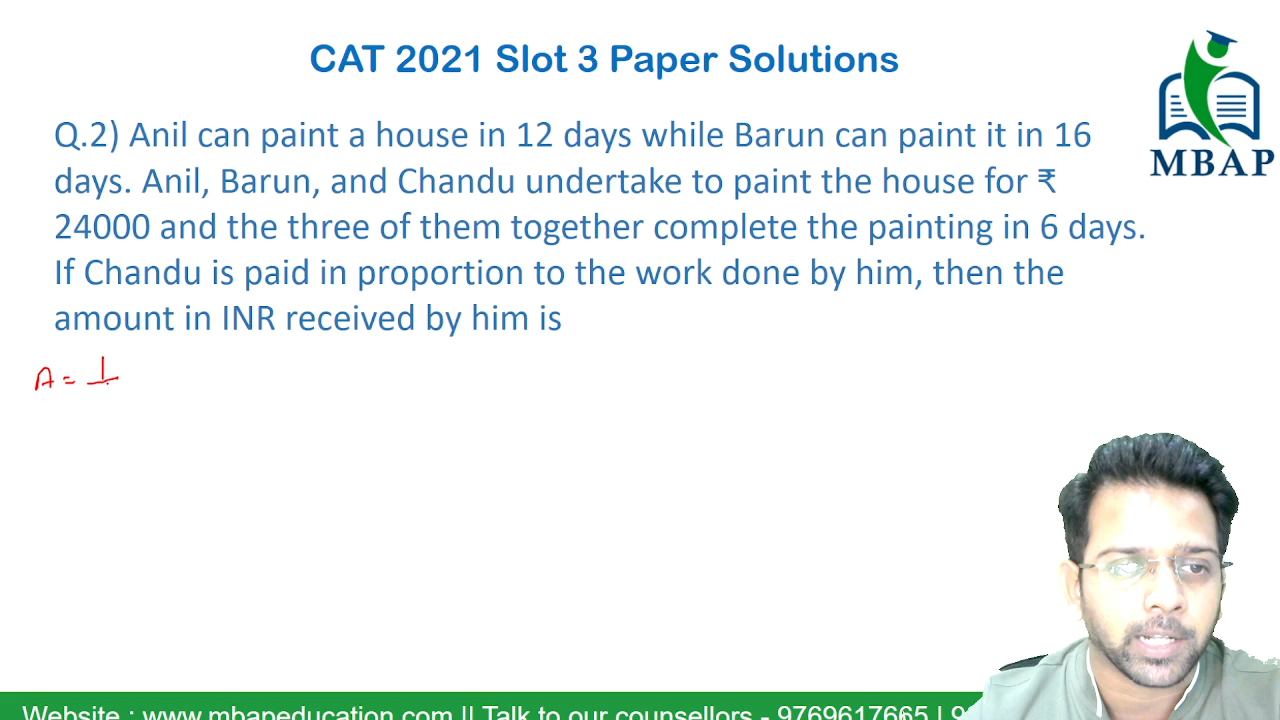 CAT 2021 Slot 3 Paper Solutions
MBAP
Q.2) Anil can paint a house in 12 days while Barun can paint it in 16
days. Anil, Barun, and Chandu undertake to paint the house for ₹
24000 and the three of them together complete the painting in 6 days.
If Chandu is paid in proportion to the work done by him, then the
amount in INR received by him is
A = 1
Website : www.mbapeducation.com || Talk to our counsellors - 9769617665 |